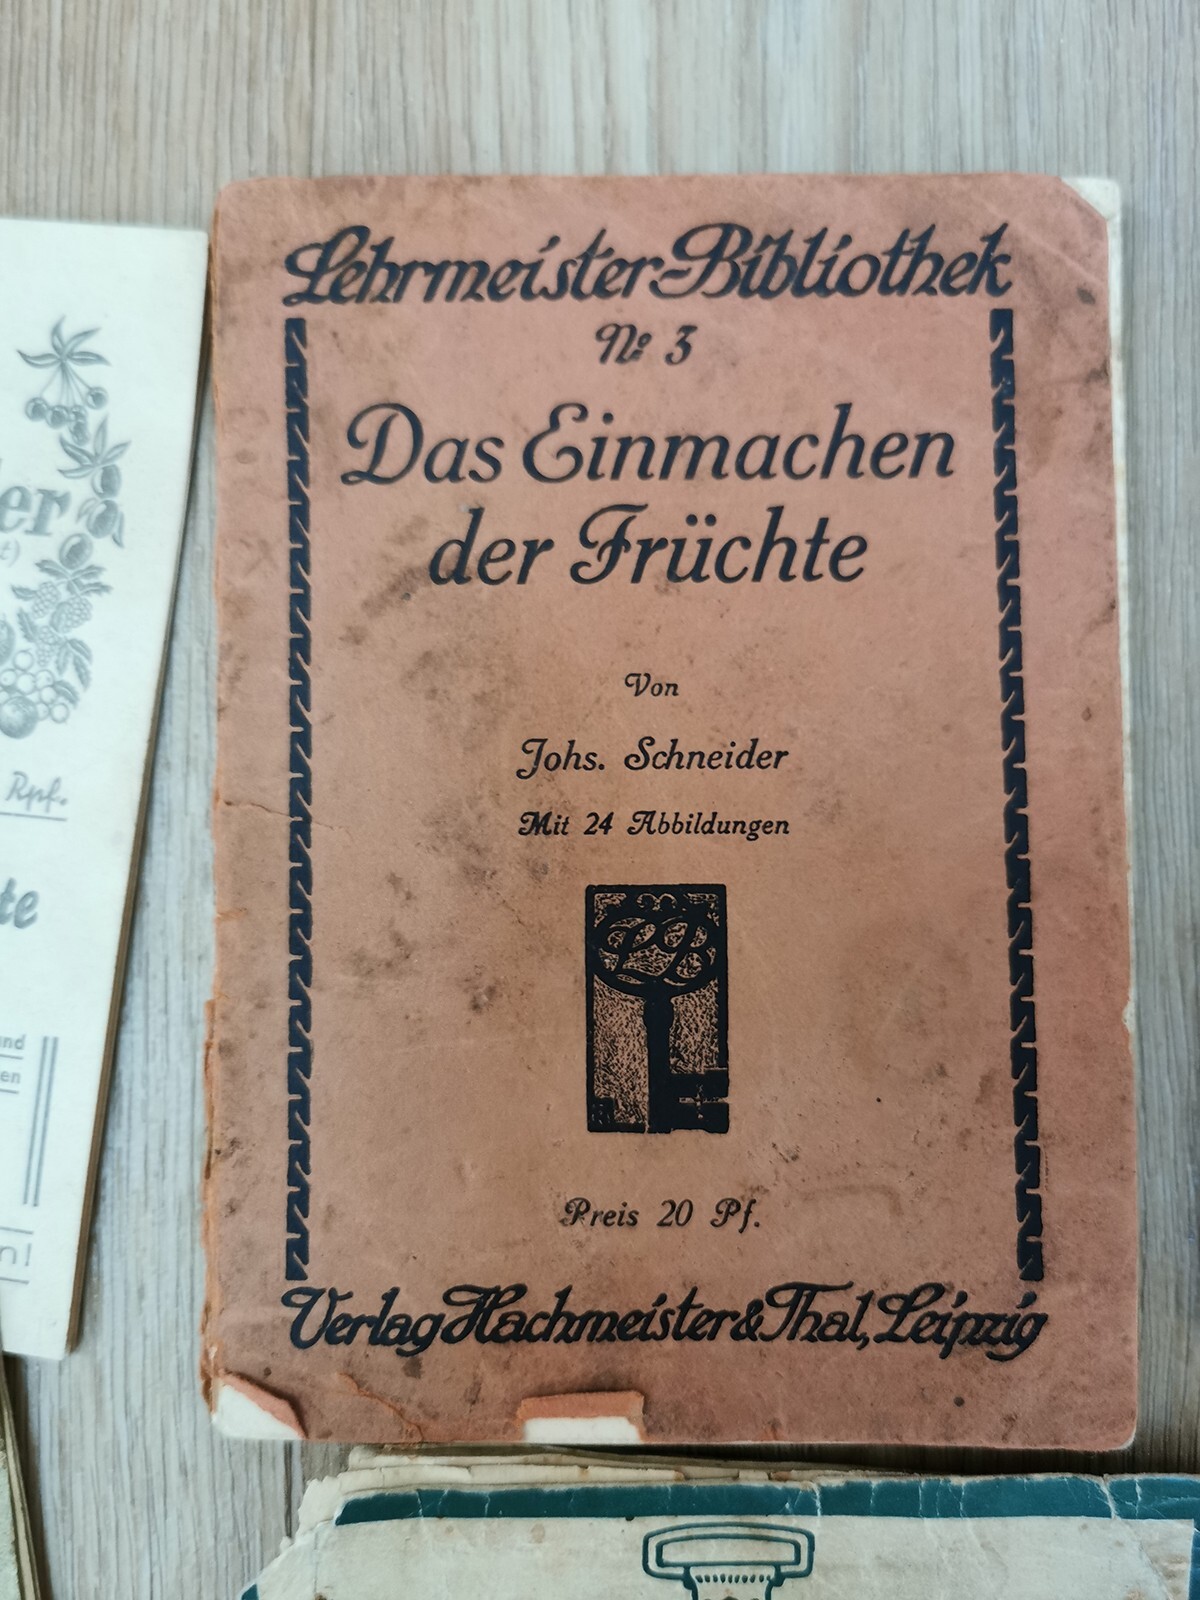 Lehrmeister-Bibliothek
No 3
Das Einmachen
der Früchte
Von
Johs. Schneider
Mit 24 Abbildungen
Preis 20 Pf.
Verlag Hachmeister & Thal, Leipzig
er
t)
Rpf.
te
und
en